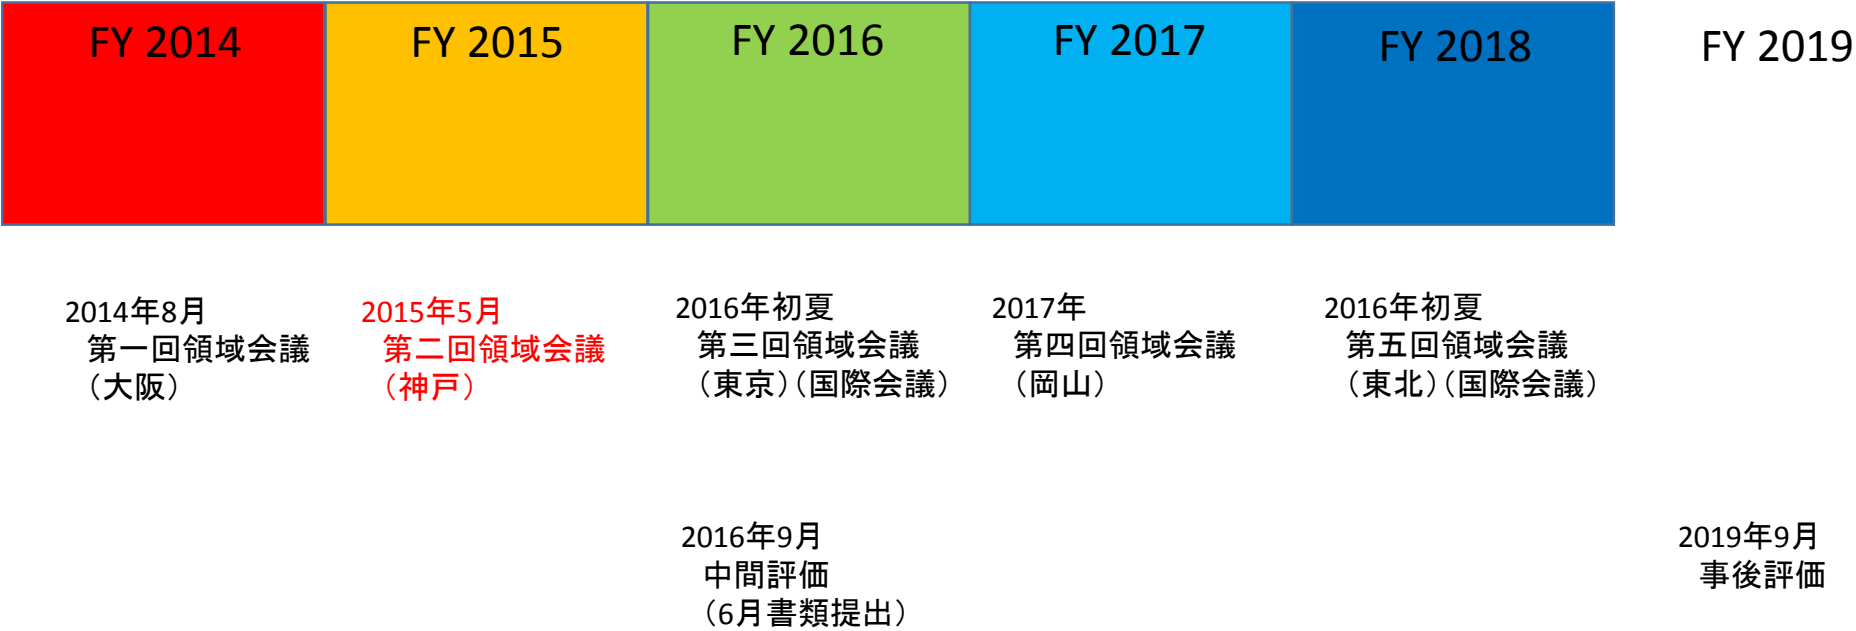 FY 2014
FY 2015
FY 2016
FY 2017
FY 2018
FY 2019
2014年8月
第一回領域会議
（大阪）
2015年5月
第二回領域会議
（神戸）
2016年初夏
第三回領域会議
（東京）（国際会議）
2017年
第四回領域会議
（岡山）
2016年初夏
第五回領域会議
（東北）（国際会議）
2016年9月
中間評価
（6月書類提出）
2019年9月
事後評価